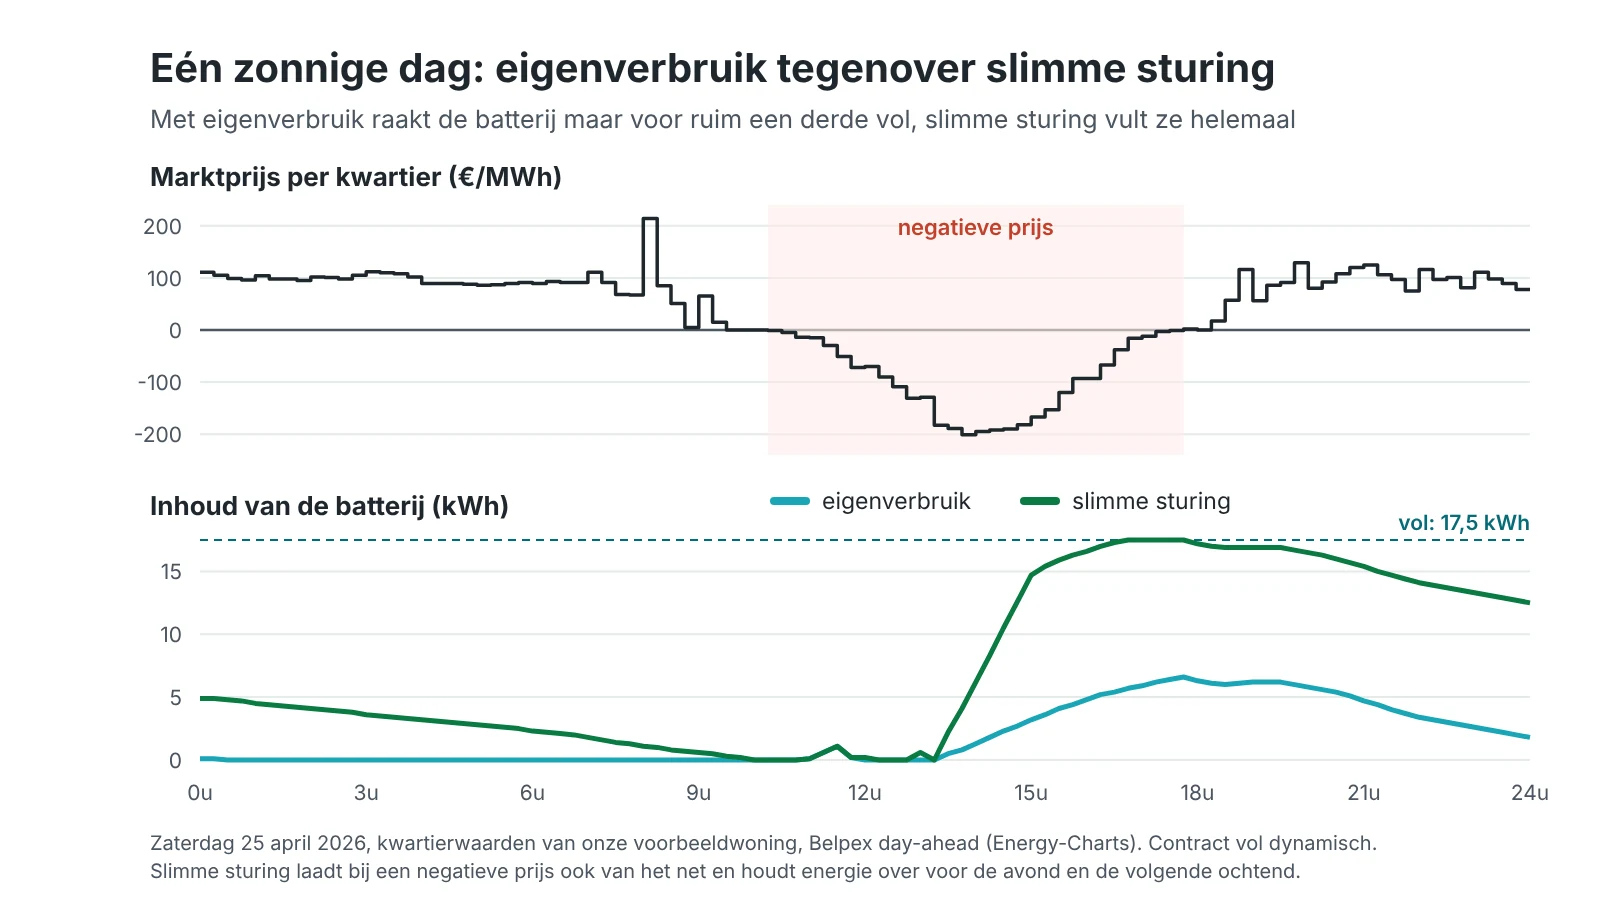 Eén zonnige dag: eigenverbruik tegenover slimme sturing
Met eigenverbruik raakt de batterij maar voor ruim een derde vol, slimme sturing vult ze helemaal
Marktprijs per kwartier (€/MWh)
negatieve prijs
200
100
0
-100
-200
Inhoud van de batterij (kWh)
eigenverbruik
slimme sturing
vol: 17,5 kWh
15
10
5
0
0u 3u 6u 9u 12u 15u 18u 21u 24u
Zaterdag 25 april 2026, kwartierwaarden van onze voorbeeldwoning, Belpex day-ahead (Energy-Charts). Contract vol dynamisch.
Slimme sturing laadt bij een negatieve prijs ook van het net en houdt energie over voor de avond en de volgende ochtend.